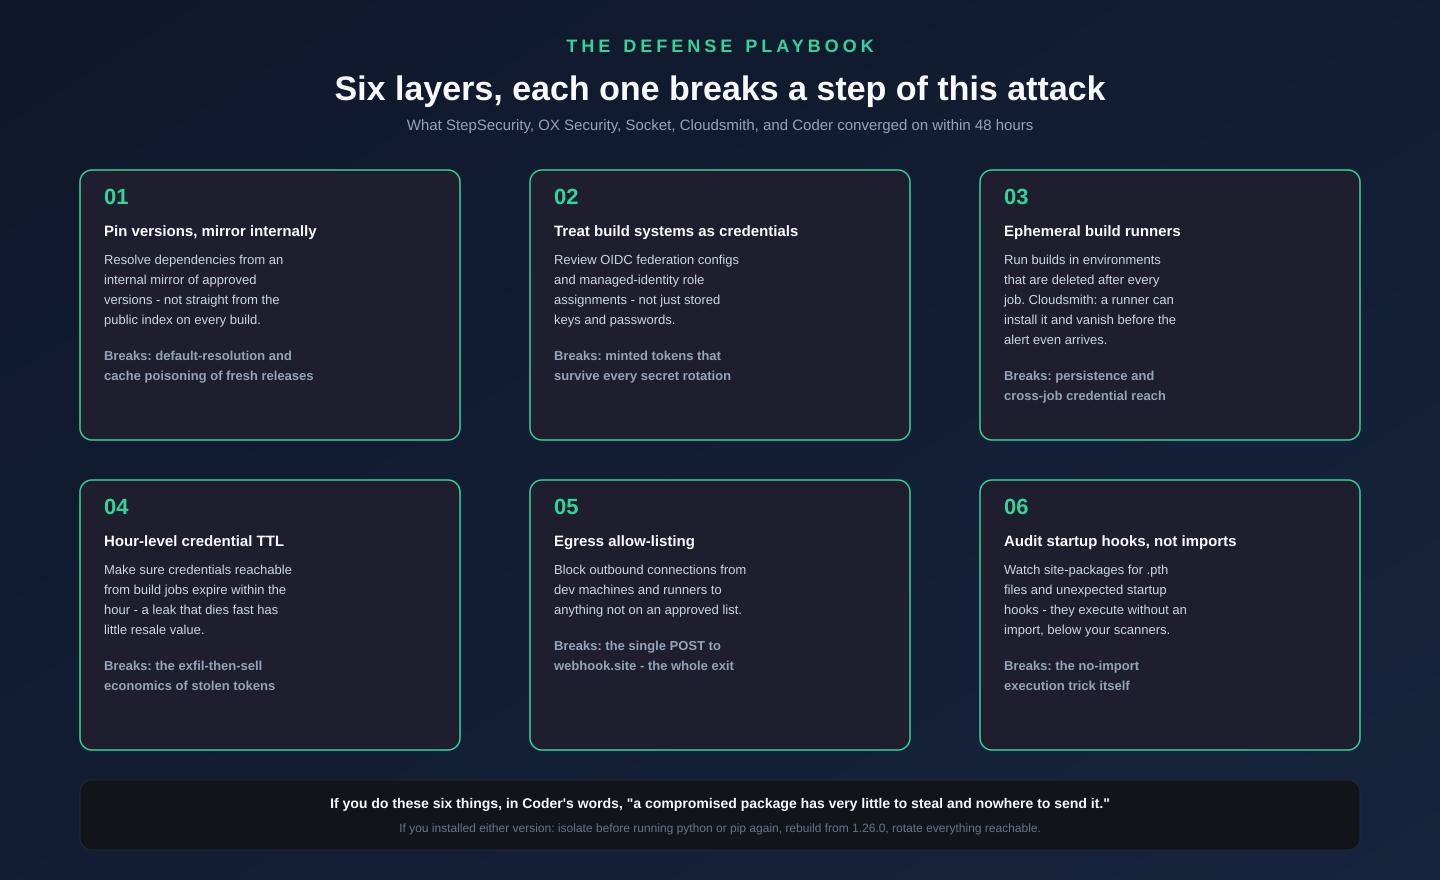 THE DEFENSE PLAYBOOK
Six layers, each one breaks a step of this attack
What StepSecurity, OX Security, Socket, Cloudsmith, and Coder converged on within 48 hours
01
Pin versions, mirror internally
Resolve dependencies from an
internal mirror of approved
versions - not straight from the
public index on every build.
Breaks: default-resolution and
cache poisoning of fresh releases
02
Treat build systems as credentials
Review OIDC federation configs
and managed-identity role
assignments - not just stored
keys and passwords.
Breaks: minted tokens that
survive every secret rotation
03
Ephemeral build runners
Run builds in environments
that are deleted after every
job. Cloudsmith: a runner can
install it and vanish before the
alert even arrives.
Breaks: persistence and
cross-job credential reach
04
Hour-level credential TTL
Make sure credentials reachable
from build jobs expire within the
hour - a leak that dies fast has
little resale value.
Breaks: the exfil-then-sell
economics of stolen tokens
05
Egress allow-listing
Block outbound connections from
dev machines and runners to
anything not on an approved list.
Breaks: the single POST to
webhook.site - the whole exit
06
Audit startup hooks, not imports
Watch site-packages for .pth
files and unexpected startup
hooks - they execute without an
import, below your scanners.
Breaks: the no-import
execution trick itself
If you do these six things, in Coder's words, "a compromised package has very little to steal and nowhere to send it."
If you installed either version: isolate before running python or pip again, rebuild from 1.26.0, rotate everything reachable.